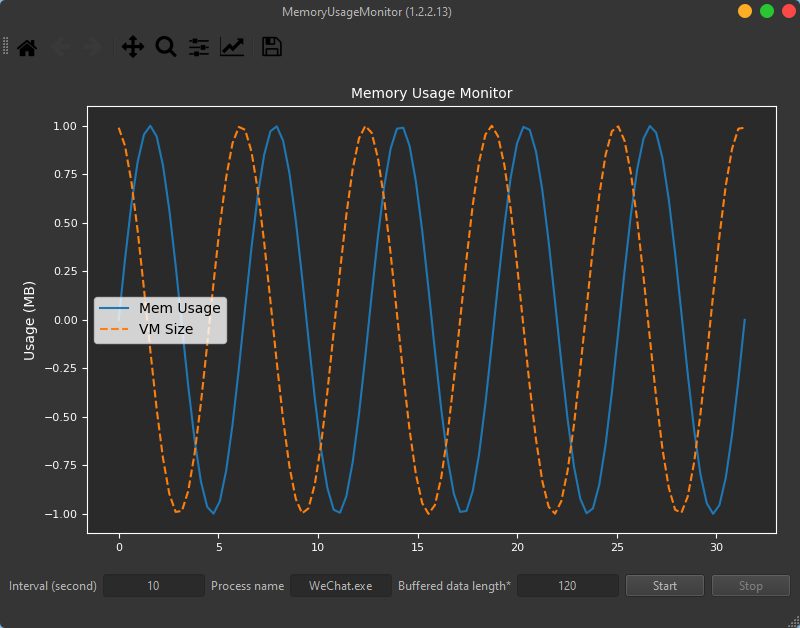 MemoryUsageMonitor (1.2.2.13)
Memory Usage Monitor
1.00
0.75
0.50
0.25
0.00
−0.25
−0.50
−0.75
−1.00
Usage (MB)
Mem Usage
VM Size
0 5 10 15 20 25 30
Interval (second) 10 Process name WeChat.exe Buffered data length* 120 Start Stop